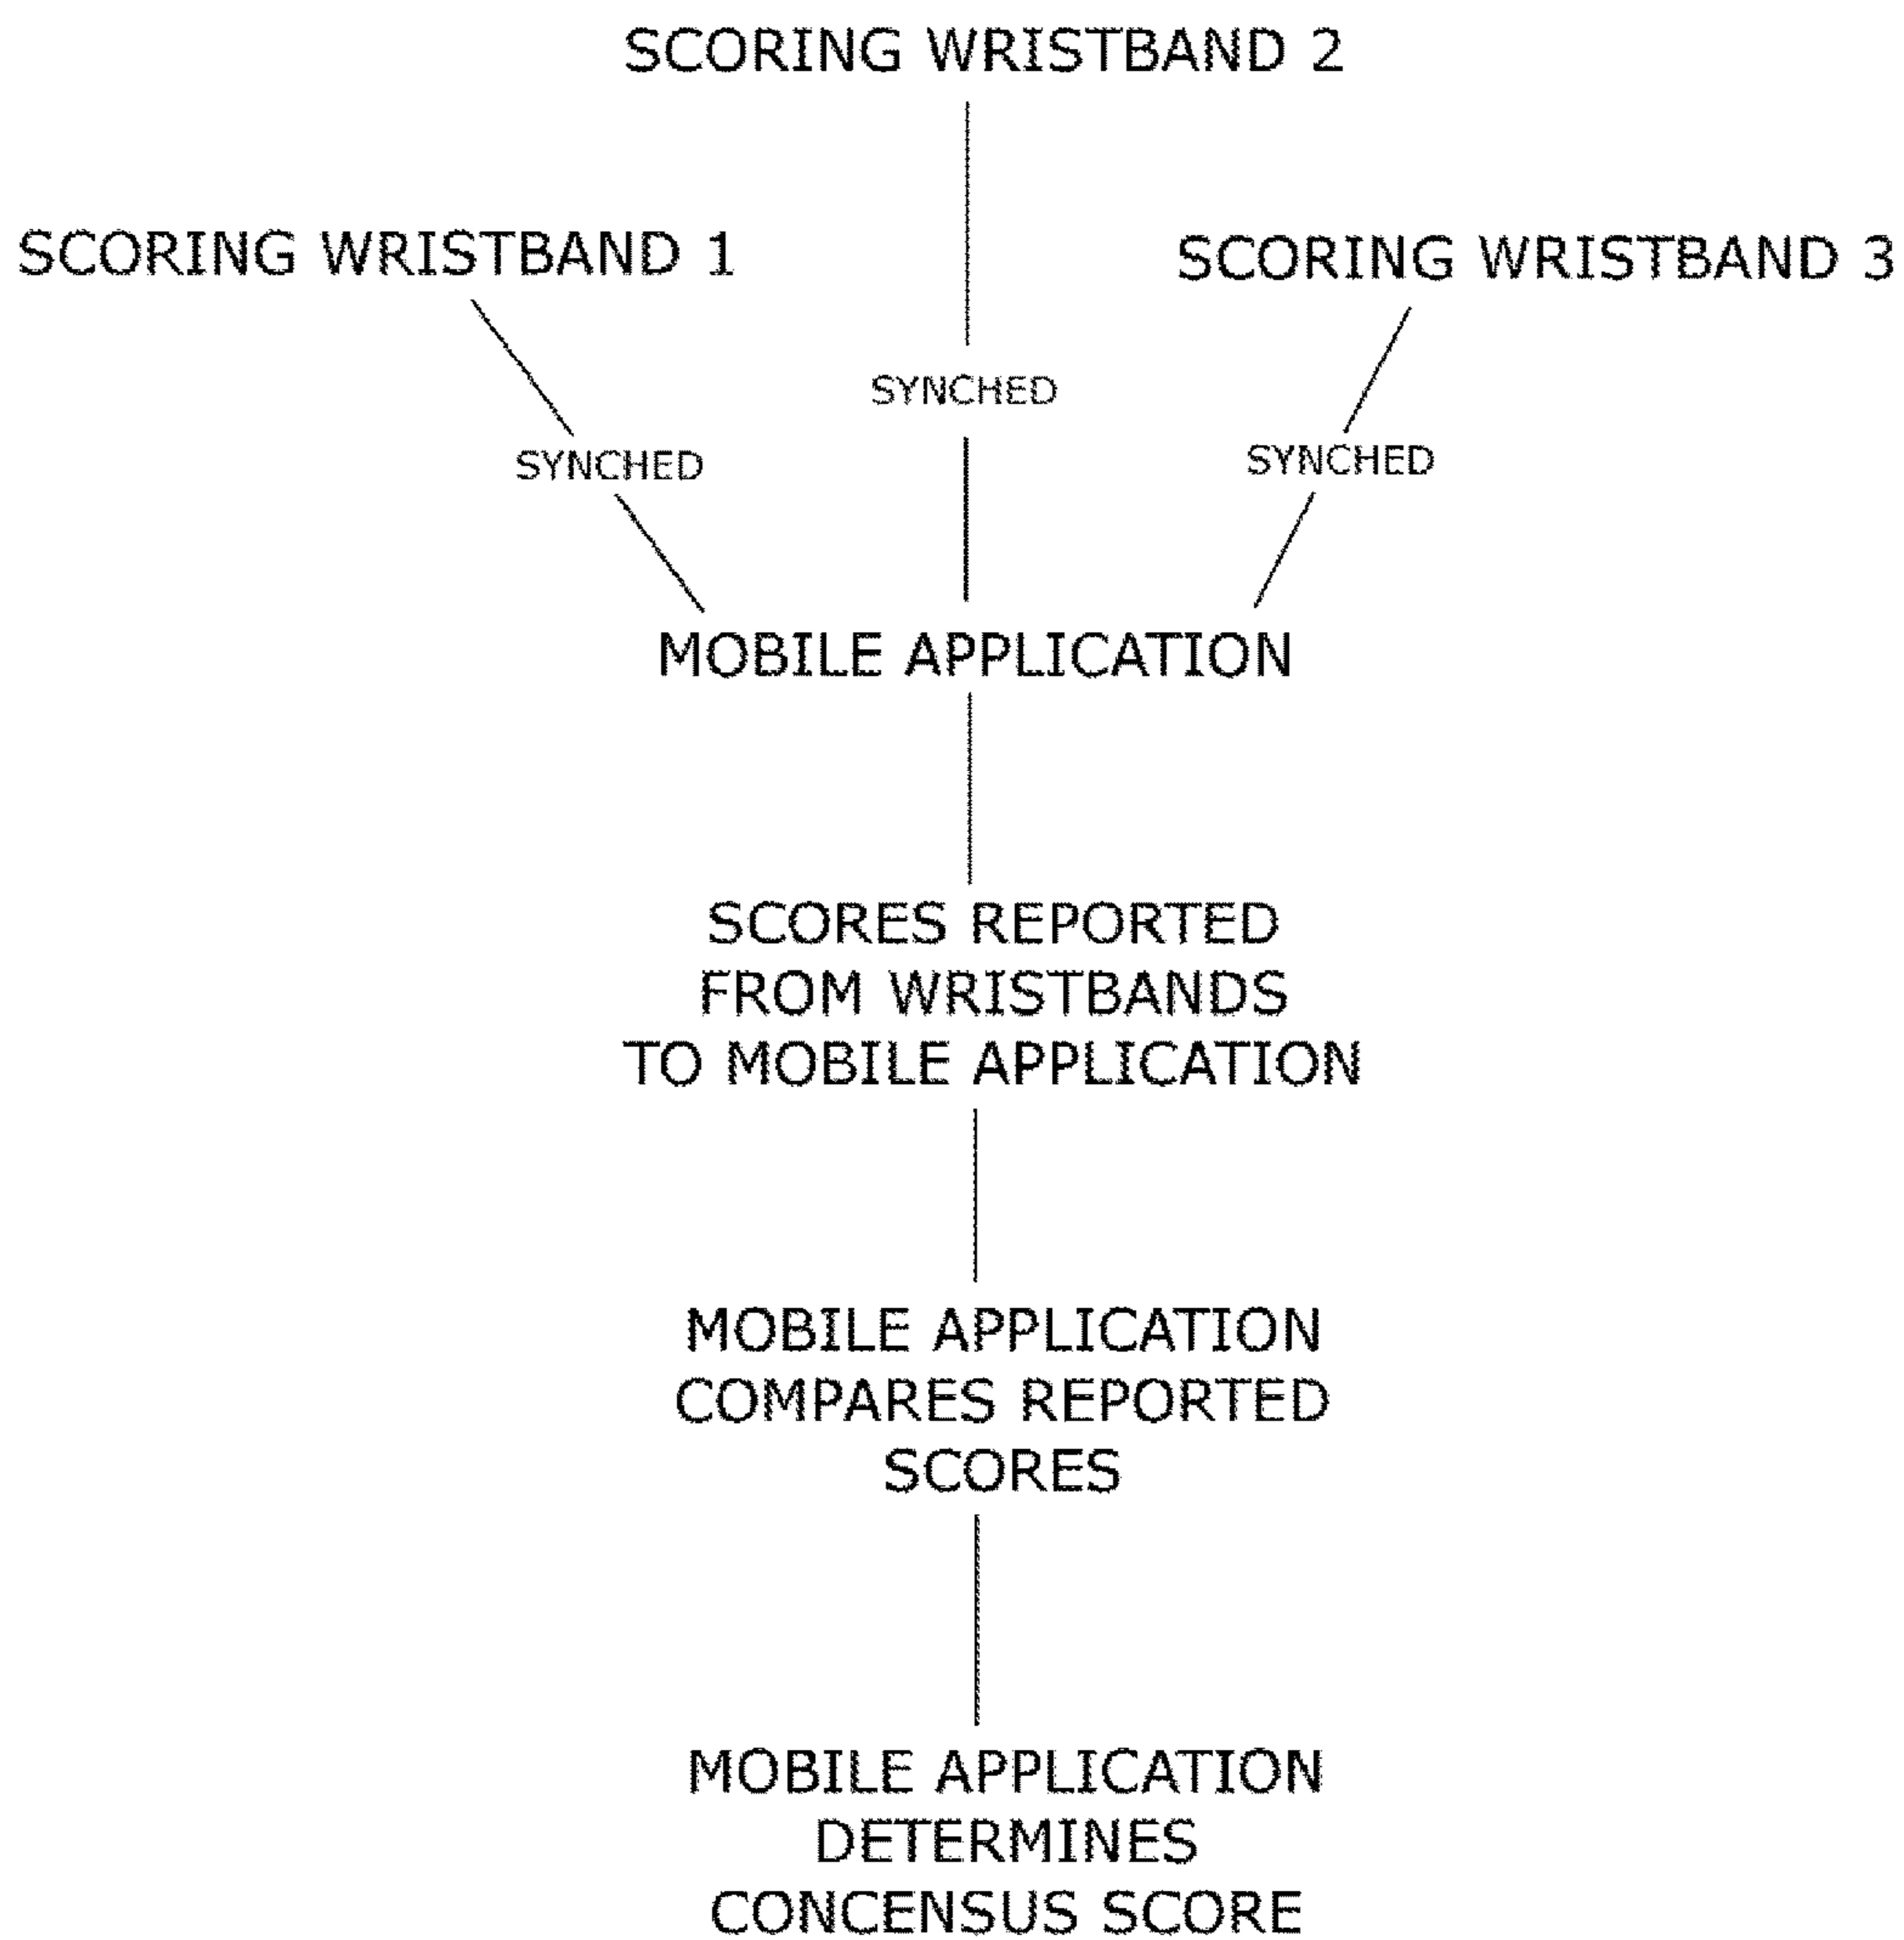 SCORING WRISTBAND 2
SCORING WRISTBAND 1
SCORING WRISTBAND 3
SYNCHED
SYNCHED
SYNCHED
MOBILE APPLICATION
SCORES REPORTED
FROM WRISTBANDS
TO MOBILE APPLICATION
MOBILE APPLICATION
COMPARES REPORTED
SCORES
MOBILE APPLICATION
DETERMINES
CONCENSUS SCORE